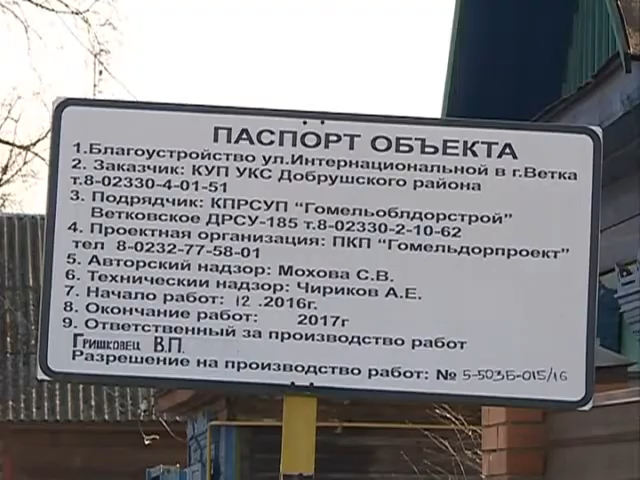 ПАСПОРТ ОБЪЕКТА
1.Благоустройство ул.Интернациональной в г.Ветка
2. Заказчик: КУП УКС Добрушского района
т.8-02330-4-01-51
3. Подрядчик: КПРСУП "Гомельоблдорстрой"
Ветковское ДРСУ-185 т.8-02330-2-10-62
4. Проектная организация: ПКП "Гомельдорпроект"
тел 8-0232-77-58-01
5. Авторский надзор: Мохова С.В.
6. Технический надзор: Чириков А.Е.
7. Начало работ: 12 .2016г.
8. Окончание работ: 2017г
9. Ответственный за производство работ
Гришковец В.П.
Разрешение на производство работ: № 5-503Б-015/16